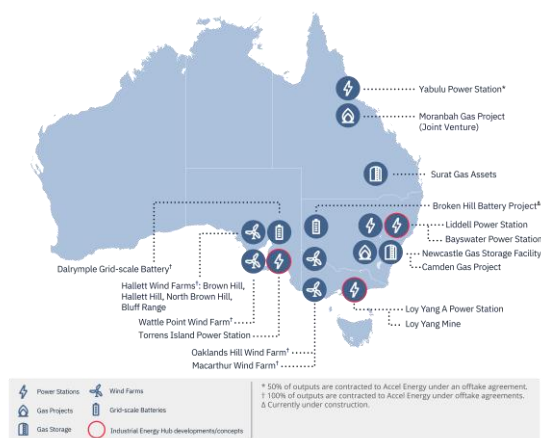 Yabulu Power Station*
Moranbah Gas Project
(Joint Venture)
Surat Gas Assets
Broken Hill Battery Projectᐃ
Liddell Power Station
Bayswater Power Station
Newcastle Gas Storage Facility
Camden Gas Project
Dalrymple Grid-scale Battery†
Hallett Wind Farms†: Brown Hill,
Hallett Hill, North Brown Hill,
Bluff Range
Wattle Point Wind Farm†
Torrens Island Power Station
Loy Yang A Power Station
Loy Yang Mine
Oaklands Hill Wind Farm†
Macarthur Wind Farm†
Power Stations
Wind Farms
Gas Projects
Grid-scale Batteries
Gas Storage
Industrial Energy Hub developments/concepts
* 50% of outputs are contracted to Accel Energy under an offtake agreement.
† 100% of outputs are contracted to Accel Energy under offtake agreements.
Δ Currently under construction.